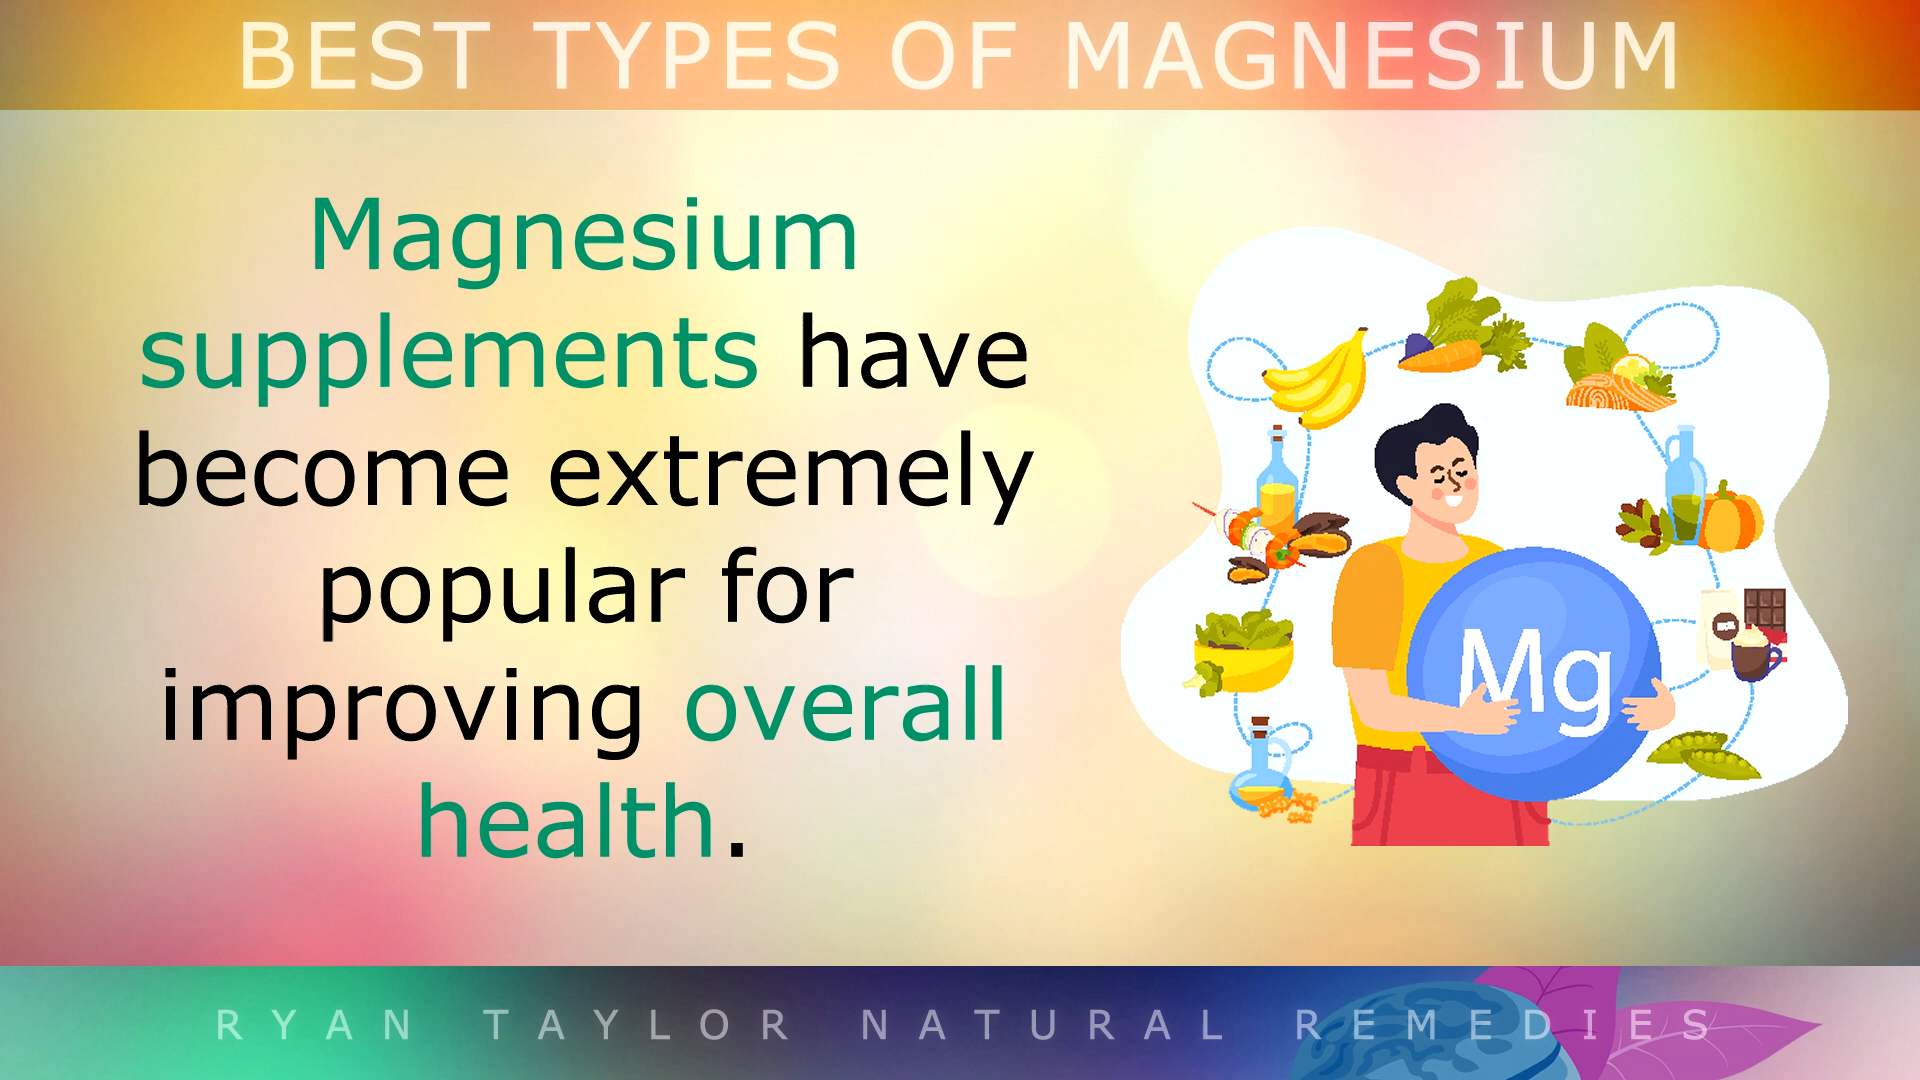 BEST TYPES OF MAGNESIUM
Magnesium
supplements have
become extremely
popular for
improving overall
health.
Mg
RYAN TAYLOR NATURAL REMEDIES